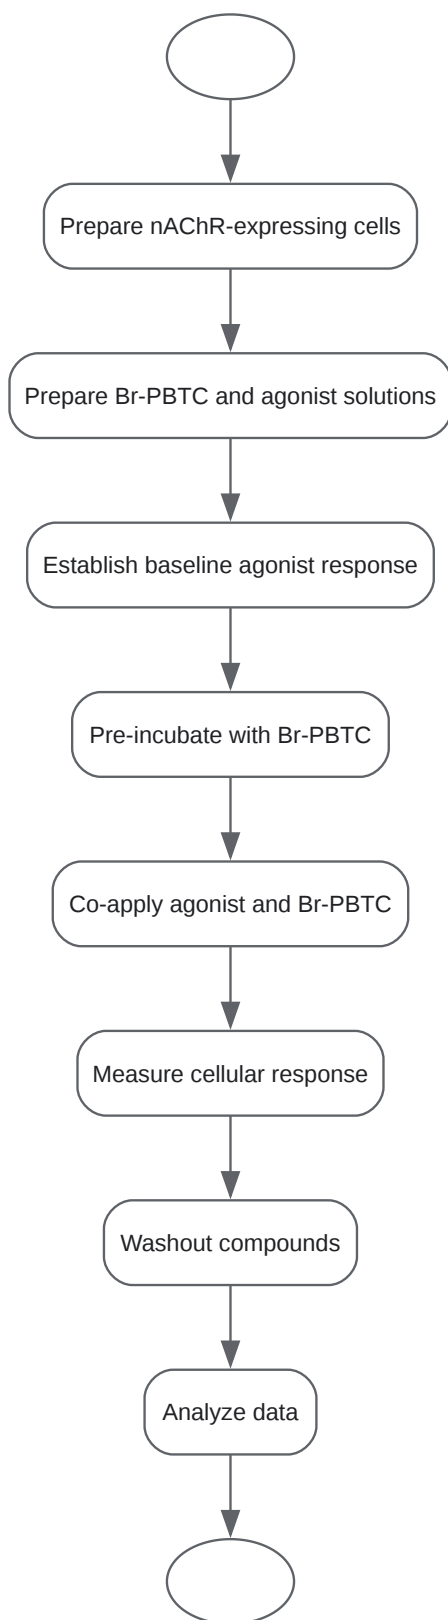 Prepare nAChR-expressing cells
Prepare Br-PBTC and agonist solutions
Establish baseline agonist response
Pre-incubate with Br-PBTC
Co-apply agonist and Br-PBTC
Measure cellular response
Washout compounds
Analyze data